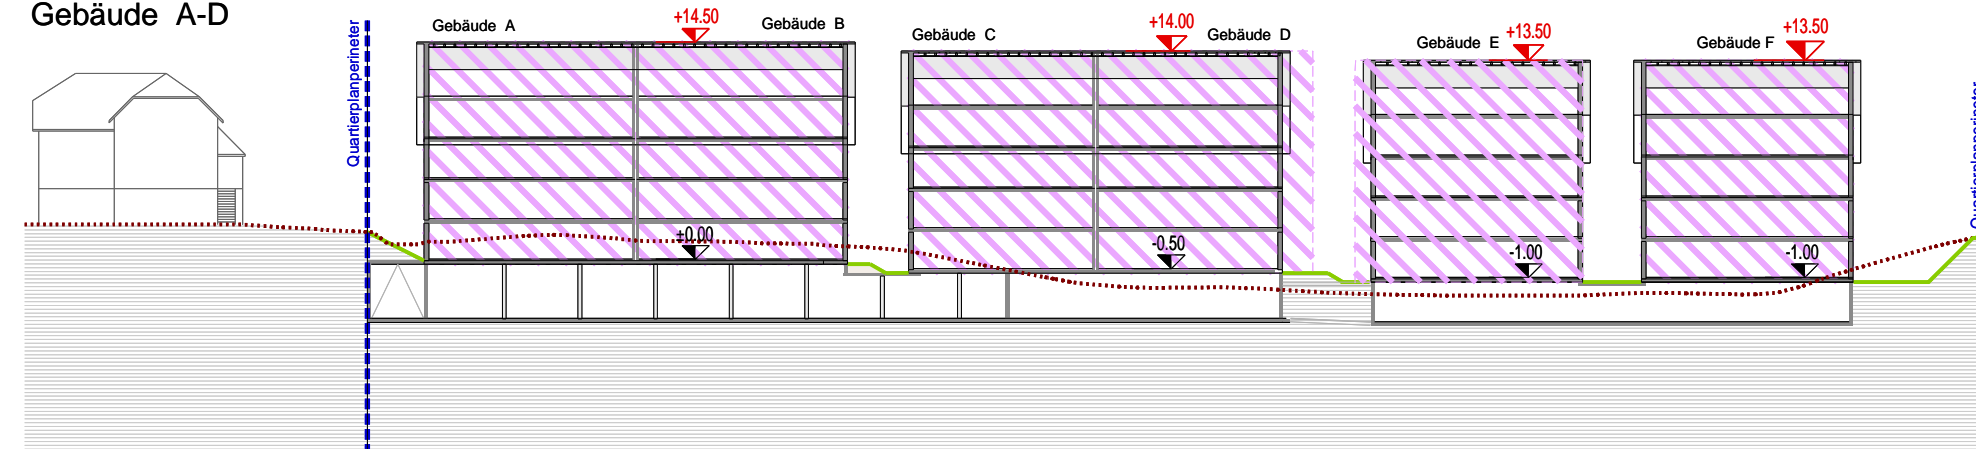 Gebäude A-D
Quartierplanperimeter
Gebäude A
+14.50
Gebäude B
Gebäude C
+14.00
Gebäude D
Gebäude E
+13.50
Gebäude F
+13.50
+0.00
-0.50
-1.00
-1.00
Quartierplanperimeter